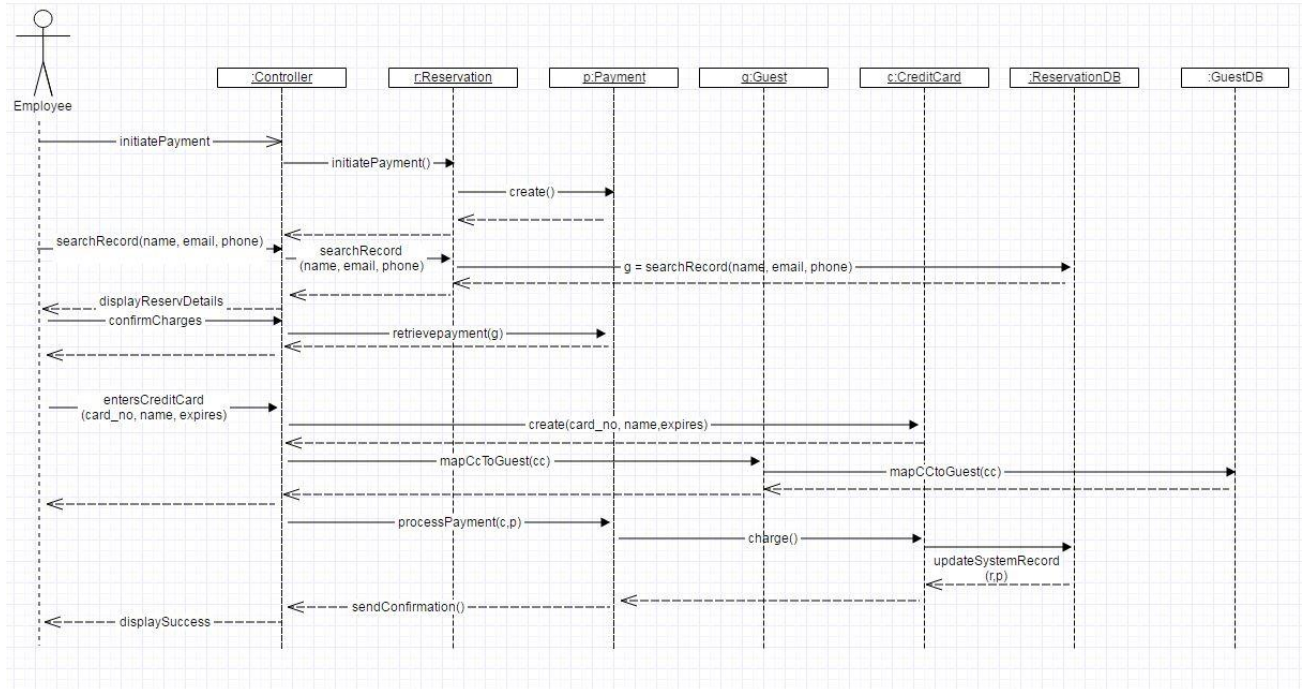 :Controller
r:Reservation
p:Payment
g:Guest
c:CreditCard
:ReservationDB
:GuestDB
Employee
initiatePayment
initiatePayment()
create()
searchRecord(name, email, phone)
searchRecord
(name, email, phone)
g = searchRecord(name, email, phone)
displayReservDetails
confirmCharges
retrievepayment(g)
entersCreditCard
(card_no, name, expires)
create(card_no, name,expires)
mapCcToGuest(cc)
mapCCtoGuest(cc)
processPayment(c,p)
charge()
updateSystemRecord
(r,p)
sendConfirmation()
displaySuccess